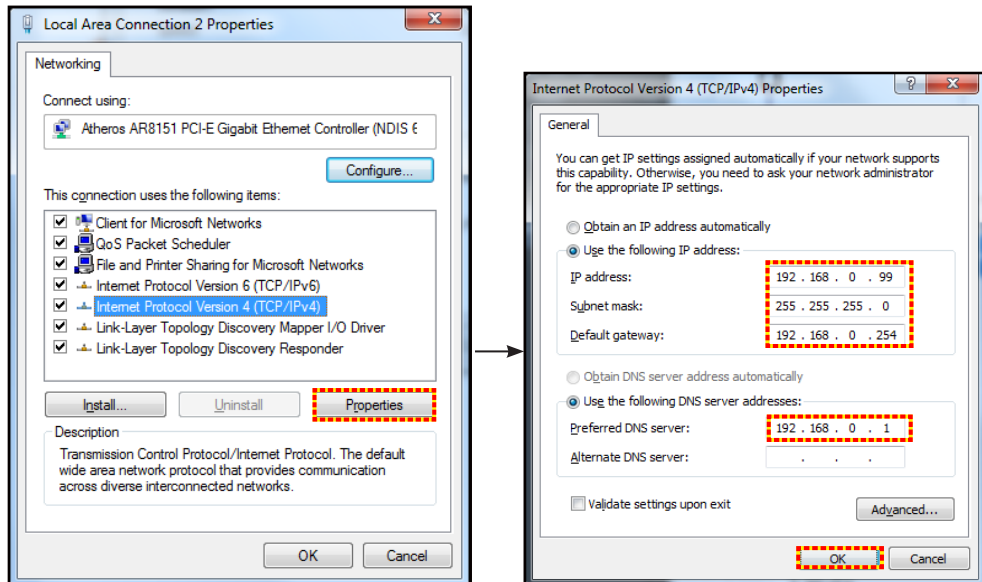 Local Area Connection 2 Properties
Networking
Connect using:
Atheros AR8151 PCI-E Gigabit Ethernet Controller (NDIS 6
Configure...
This connection uses the following items:
Client for Microsoft Networks
QoS Packet Scheduler
File and Printer Sharing for Microsoft Networks
Internet Protocol Version 6 (TCP/IPv6)
Internet Protocol Version 4 (TCP/IPv4)
Link-Layer Topology Discovery Mapper I/O Driver
Link-Layer Topology Discovery Responder
Install...
Uninstall
Properties
Description
Transmission Control Protocol/Internet Protocol. The default
wide area network protocol that provides communication
across diverse interconnected networks.
OK
Cancel
Internet Protocol Version 4 (TCP/IPv4) Properties
?
General
You can get IP settings assigned automatically if your network supports
this capability. Otherwise, you need to ask your network administrator
for the appropriate IP settings.
Obtain an IP address automatically
Use the following IP address:
IP address: 192 . 168 . 0 . 99
Subnet mask: 255 . 255 . 255 . 0
Default gateway: 192 . 168 . 0 . 254
Obtain DNS server address automatically
Use the following DNS server addresses:
Preferred DNS server: 192 . 168 . 0 . 1
Alternate DNS server: . . .
Validate settings upon exit
Advanced...
OK
Cancel